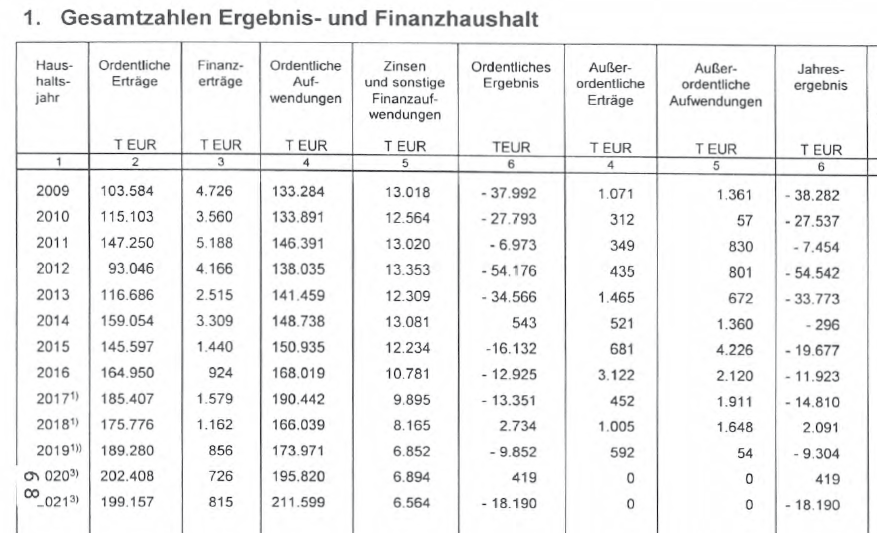 1. Gesamtzahlen Ergebnis- und Finanzhaushalt
Haus- Ordentliche Finanz- Ordentliche Zinsen Ordentliches Außer- Außer- Jahres-
halts- Erträge erträge Auf- und sonstige Ergebnis ordentliche ordentliche ergebnis
jahr wendungen Finanzauf- Erträge Aufwendungen
wendungen
T EUR T EUR T EUR T EUR TEUR T EUR T EUR T EUR
1 2 3 4 5 6 4 5 6
2009 103.584 4.726 133.284 13.018 - 37.992 1.071 1.361 - 38.282
2010 115.103 3.560 133.891 12.564 - 27.793 312 57 - 27.537
2011 147.250 5.188 146.391 13.020 - 6.973 349 830 - 7.454
2012 93.046 4.166 138.035 13.353 - 54.176 435 801 - 54.542
2013 116.686 2.515 141.459 12.309 - 34.566 1.465 672 - 33.773
2014 159.054 3.309 148.738 13.081 543 521 1.360 - 296
2015 145.597 1.440 150.935 12.234 -16.132 681 4.226 - 19.677
2016 164.950 924 168.019 10.781 - 12.925 3.122 2.120 - 11.923
2017¹⁾ 185.407 1.579 190.442 9.895 - 13.351 452 1.911 - 14.810
2018¹⁾ 175.776 1.162 166.039 8.165 2.734 1.005 1.648 2.091
2019¹⁾⁾ 189.280 856 173.971 6.852 - 9.852 592 54 - 9.304
020³⁾ 202.408 726 195.820 6.894 419 0 0 419
021³⁾ 199.157 815 211.599 6.564 - 18.190 0 0 - 18.190
89